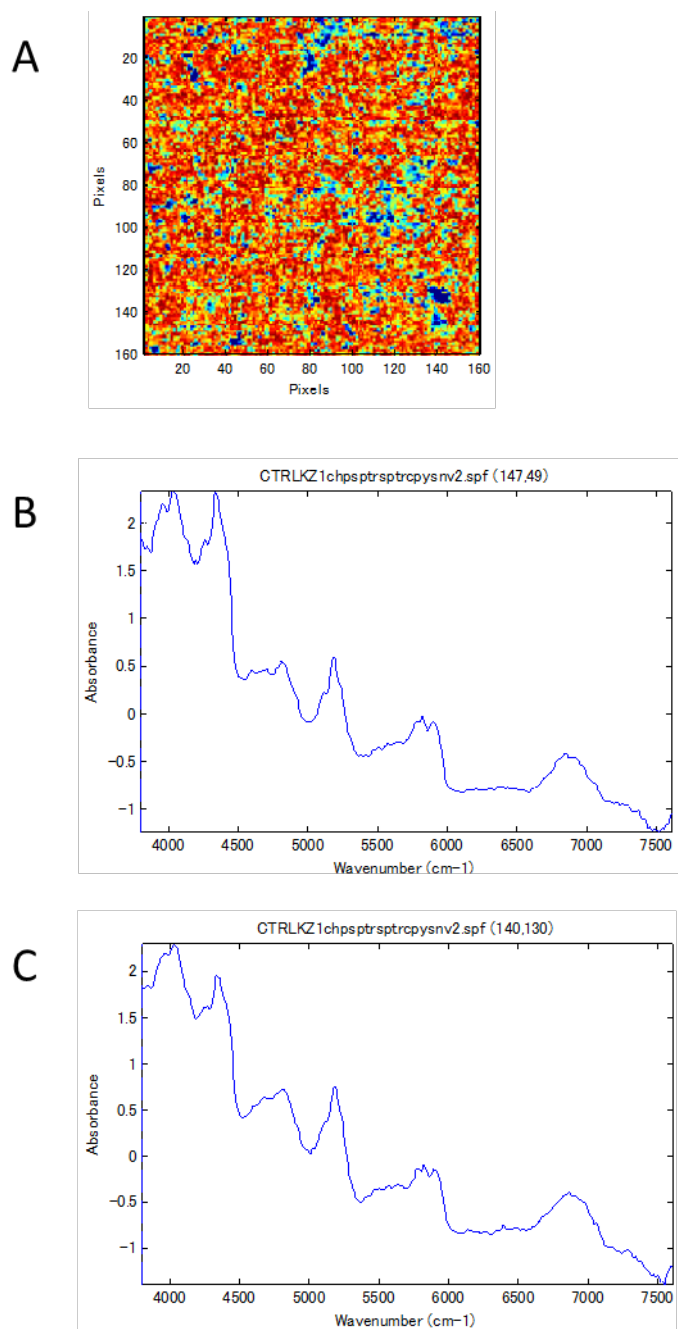 A
20
40
60
80
100
120
140
160
Pixels
20 40 60 80 100 120 140 160
Pixels
B
CTRLKZ1chpsptrsptrcpysnv2.spf (147,49)
2
1.5
1
0.5
0
-0.5
-1
Absorbance
4000 4500 5000 5500 6000 6500 7000 7500
Wavenumber (cm-1)
C
CTRLKZ1chpsptrsptrcpysnv2.spf (140,130)
2
1.5
1
0.5
0
-0.5
-1
Absorbance
4000 4500 5000 5500 6000 6500 7000 7500
Wavenumber (cm-1)